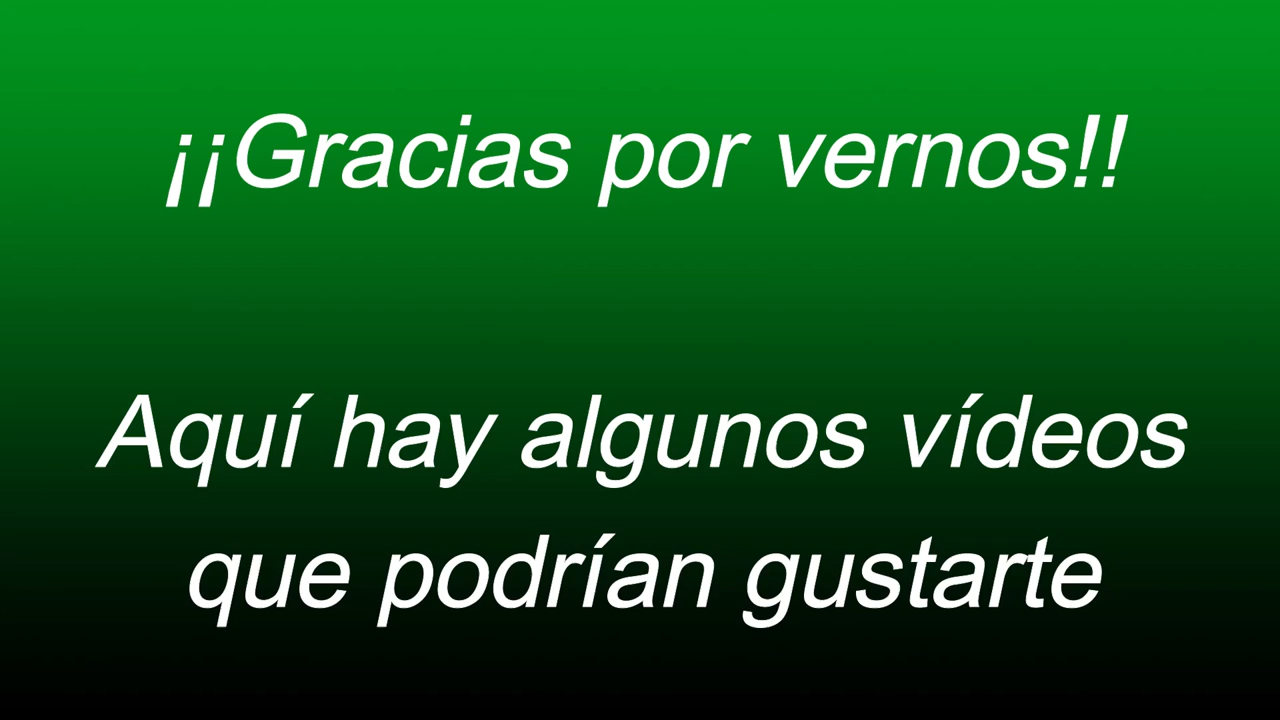 ¡¡Gracias por vernos!!
Aquí hay algunos vídeos
que podrían gustarte